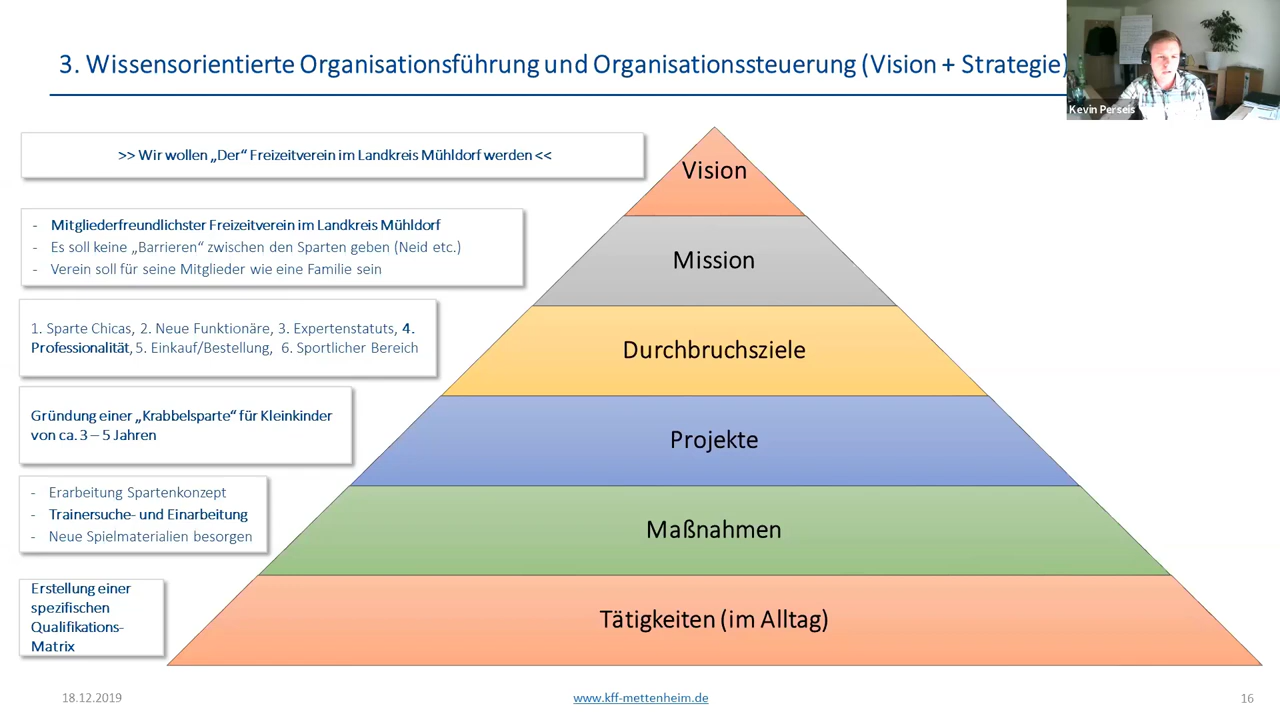 3. Wissensorientierte Organisationsführung und Organisationssteuerung (Vision + Strategie)
Kevin Perseis
>> Wir wollen „Der“ Freizeitverein im Landkreis Mühldorf werden <<
Vision
- Mitgliederfreundlichster Freizeitverein im Landkreis Mühldorf
- Es soll keine „Barrieren“ zwischen den Sparten geben (Neid etc.)
- Verein soll für seine Mitglieder wie eine Familie sein
Mission
1. Sparte Chicas, 2. Neue Funktionäre, 3. Expertenstatuts, 4.
Professionalität, 5. Einkauf/Bestellung, 6. Sportlicher Bereich
Durchbruchsziele
Gründung einer „Krabbelsparte“ für Kleinkinder
von ca. 3 – 5 Jahren
Projekte
- Erarbeitung Spartenkonzept
- Trainersuche- und Einarbeitung
- Neue Spielmaterialien besorgen
Maßnahmen
Erstellung einer
spezifischen
Qualifikations-
Matrix
Tätigkeiten (im Alltag)
18.12.2019
www.kff-mettenheim.de
16